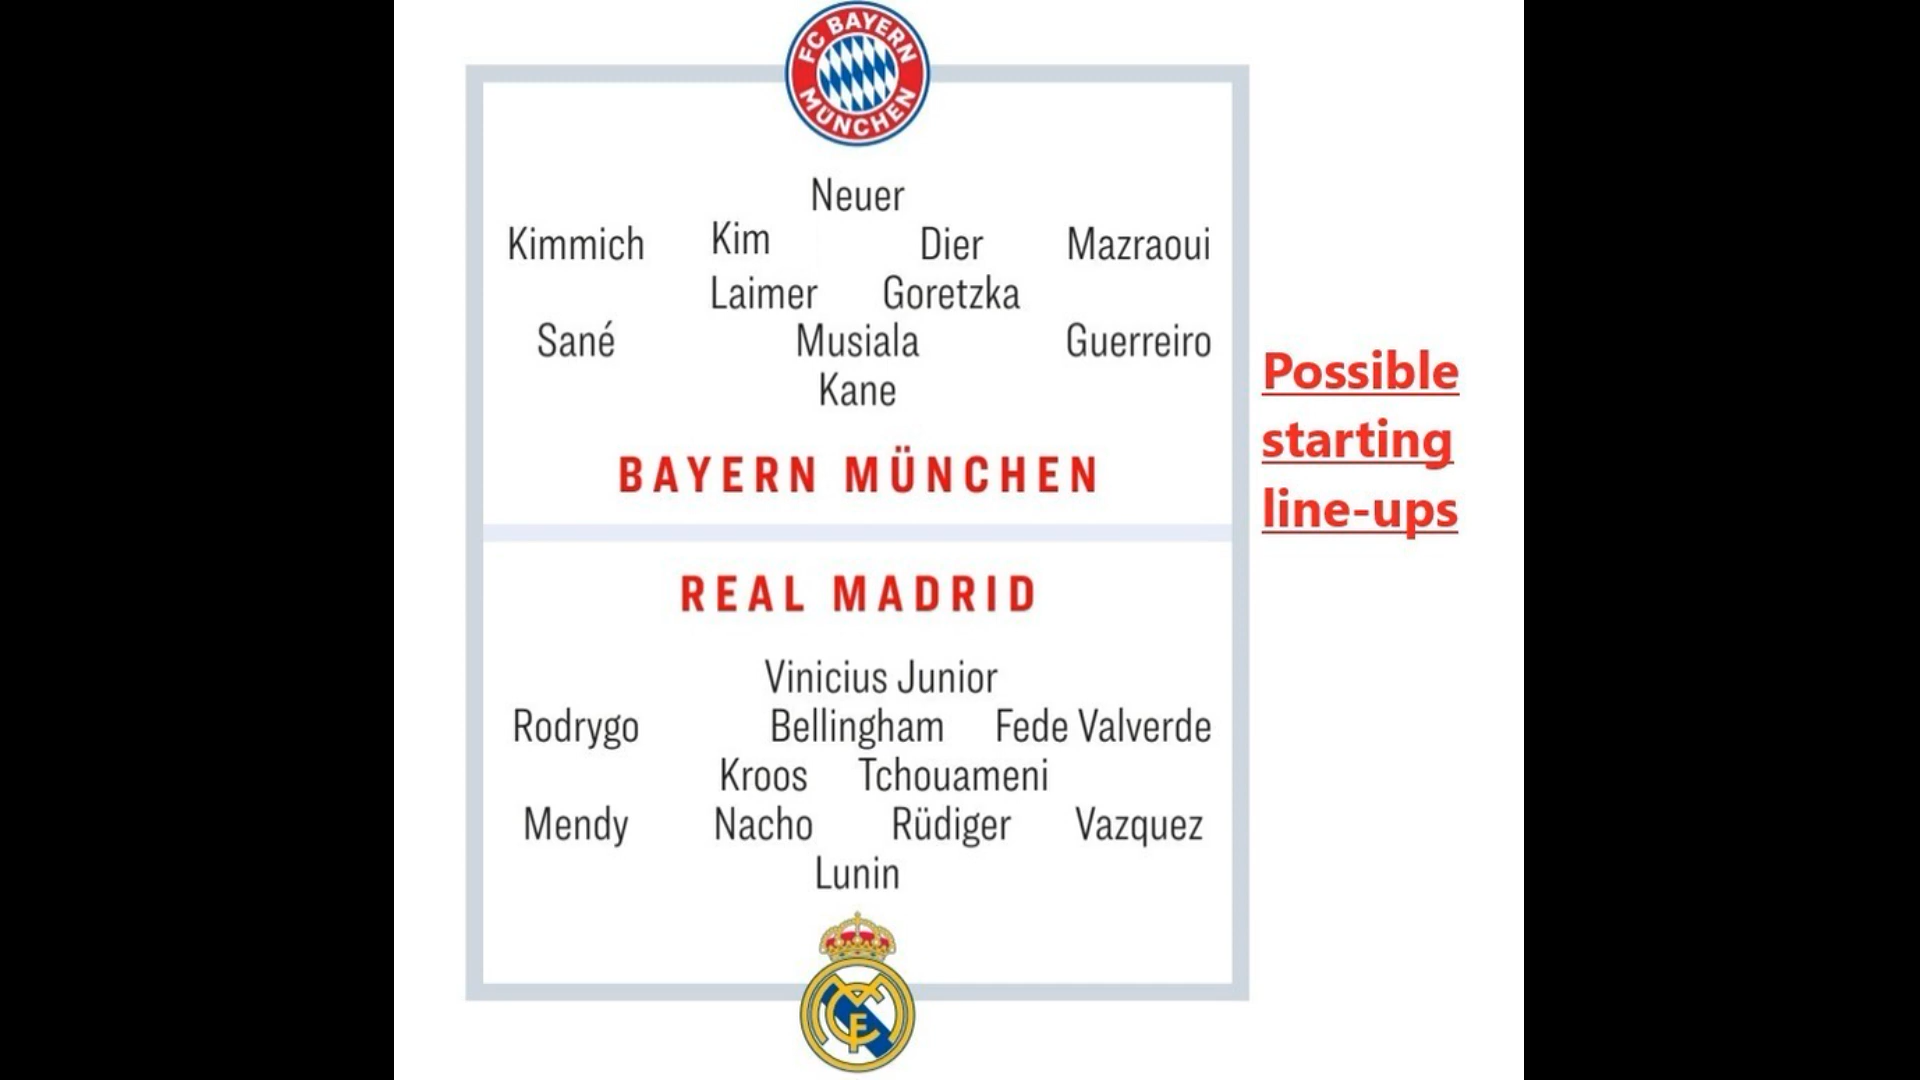 FC BAYERN
MÜNCHEN
Neuer
Kimmich Kim Dier Mazraoui
Laimer Goretzka
Sané Musiala Guerreiro
Kane
BAYERN MÜNCHEN
Possible
starting
line-ups
REAL MADRID
Vinicius Junior
Rodrygo Bellingham Fede Valverde
Kroos Tchouameni
Mendy Nacho Rüdiger Vazquez
Lunin